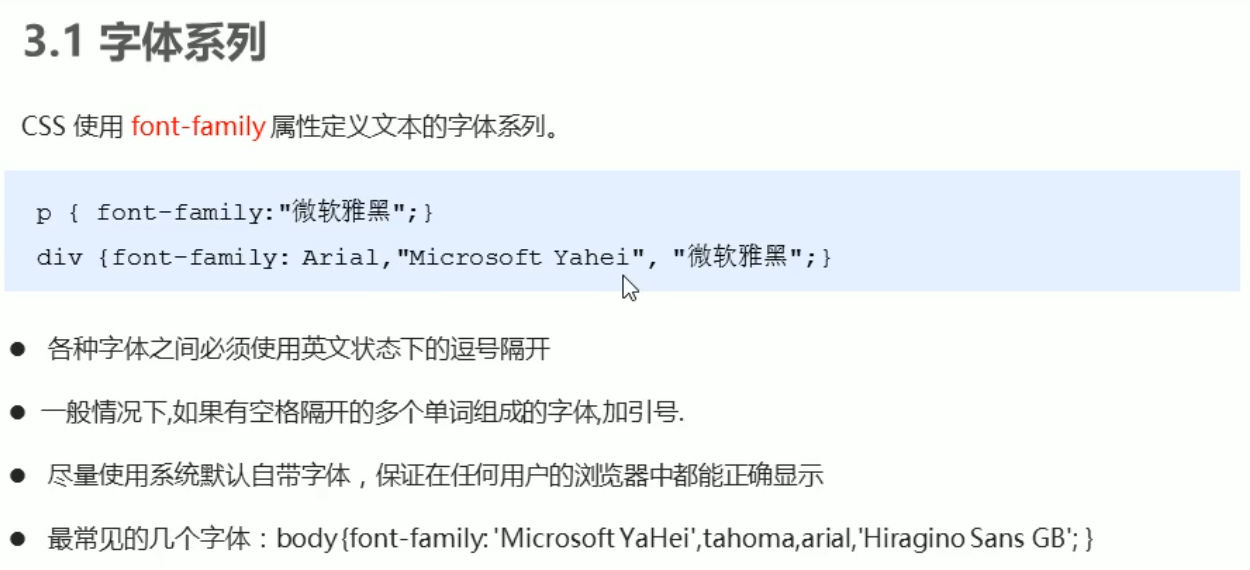 3.1 字体系列
CSS 使用 font-family 属性定义文本的字体系列。
p { font-family:"微软雅黑";}
div {font-family: Arial,"Microsoft Yahei", "微软雅黑";}
● 各种字体之间必须使用英文状态下的逗号隔开
● 一般情况下,如果有空格隔开的多个单词组成的字体,加引号.
● 尽量使用系统默认自带字体，保证在任何用户的浏览器中都能正确显示
● 最常见的几个字体：body{font-family: 'Microsoft YaHei',tahoma,arial,'Hiragino Sans GB'; }